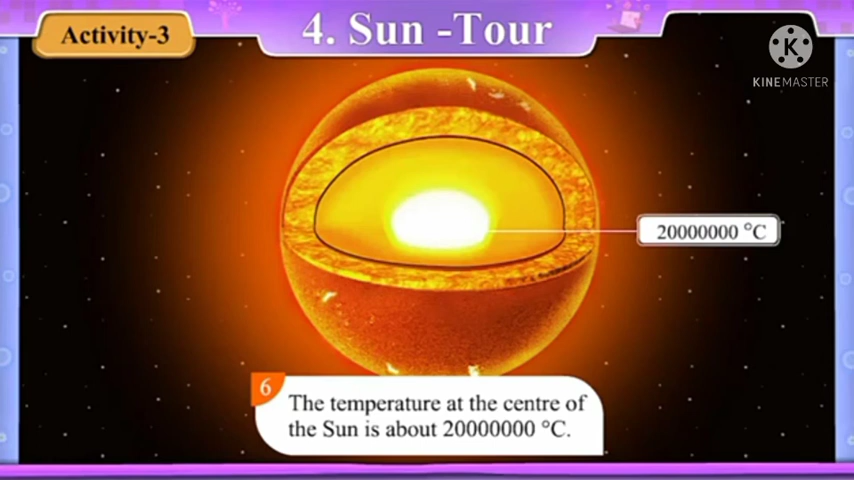 Activity-3
4. Sun -Tour
K
KINEMASTER
20000000 °C
6
The temperature at the centre of
the Sun is about 20000000 °C.